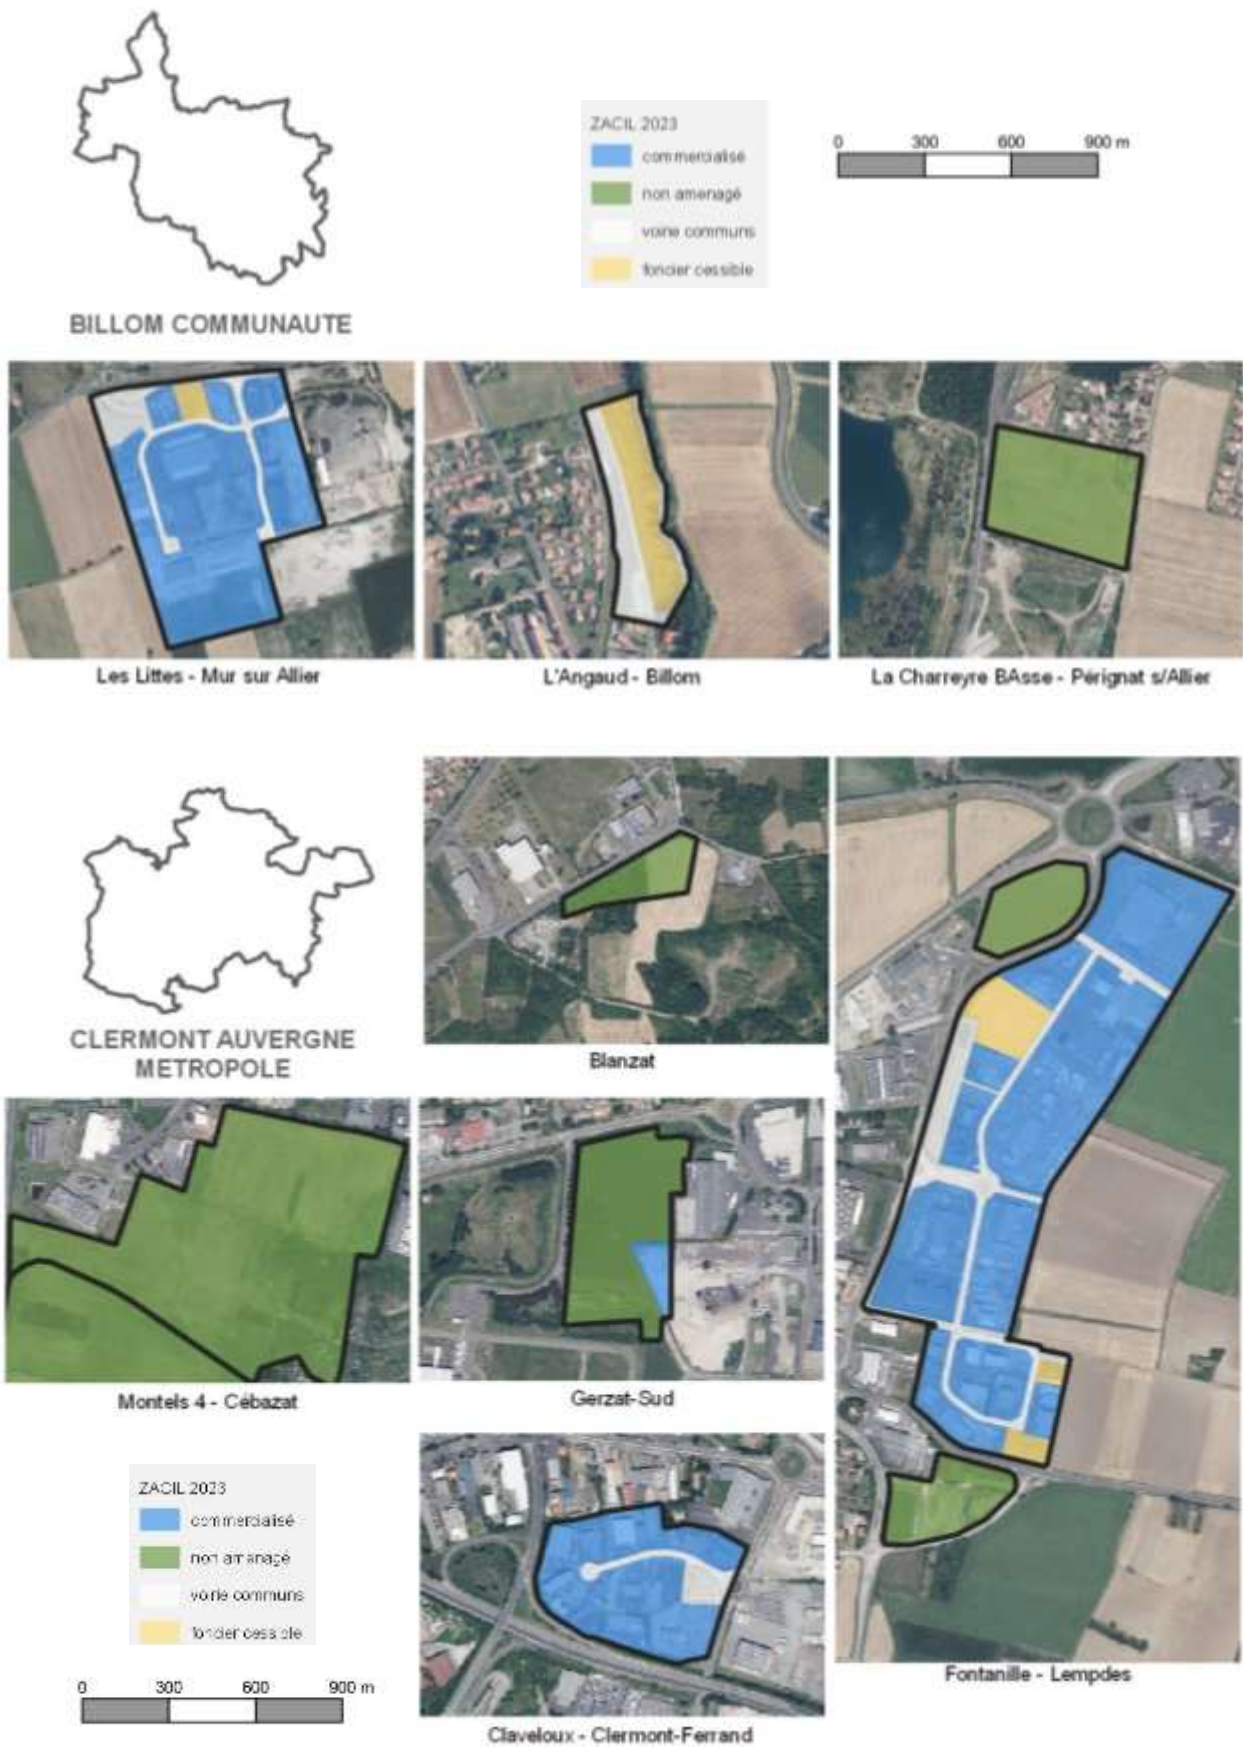 ZACIL 2023
commercialisé
non amenagé
voirie communs
foncier cessible
0 300 600 900 m
BILLOM COMMUNAUTE
Les Littes - Mur sur Allier
L'Angaud - Billom
La Charreyre BAsse - Pérignat s/Allier
CLERMONT AUVERGNE
METROPOLE
Blanzat
Montels 4 - Cébazat
Gerzat-Sud
ZACIL 2023
commercialisé
non amenagé
voirie communs
foncier cessible
0 300 600 900 m
Claveloux - Clermont-Ferrand
Fontanille - Lempdes